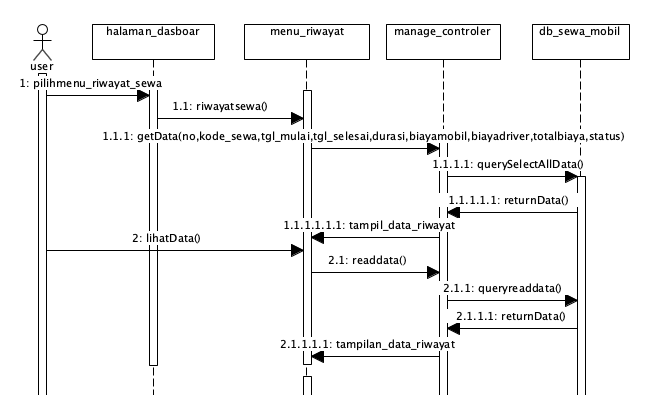 halaman_dasboar
menu_riwayat
manage_controler
db_sewa_mobil
user
1: pilihmenu_riwayat_sewa
1.1: riwayatsewa()
1.1.1: getData(no,kode_sewa,tgl_mulai,tgl_selesai,durasi,biayamobil,biayadriver,totalbiaya,status)
1.1.1.1: querySelectAllData()
1.1.1.1.1: returnData()
1.1.1.1.1.1: tampil_data_riwayat
2: lihatData()
2.1: readdata()
2.1.1: queryreaddata()
2.1.1.1: returnData()
2.1.1.1.1: tampilan_data_riwayat